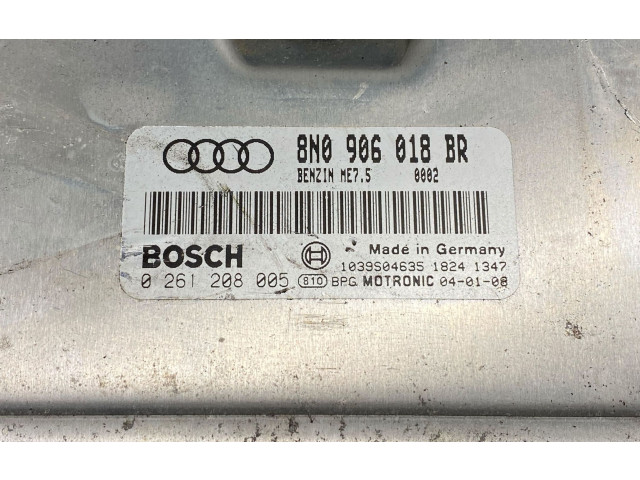 8N0 906 018 BR
BENZIN ME7.5 0002
BOSCH Made in Germany
1039S04635 1824 1347
0 261 208 005 810 BPG. MOTRONIC 04-01-08